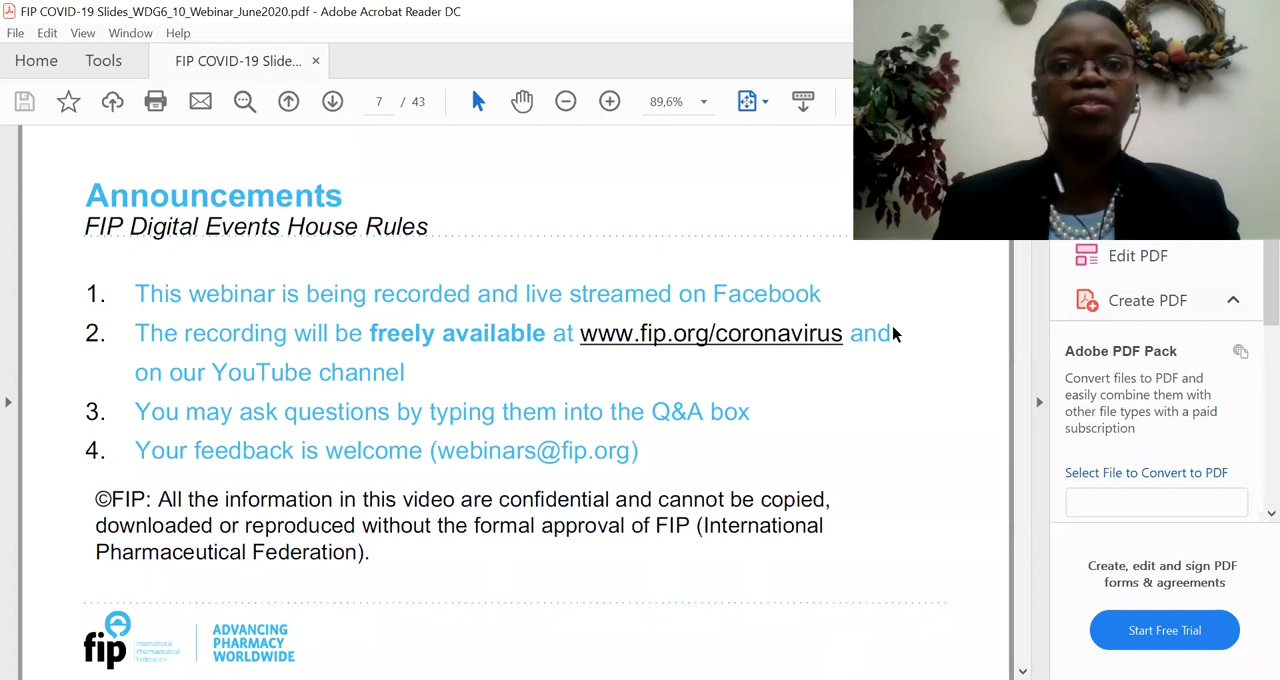 FIP COVID-19 Slides_WDG6_10_Webinar_June2020.pdf - Adobe Acrobat Reader DC
File Edit View Window Help
Home Tools FIP COVID-19 Slide... ×
7 / 43 89,6%
Announcements
FIP Digital Events House Rules
1. This webinar is being recorded and live streamed on Facebook
2. The recording will be freely available at www.fip.org/coronavirus and
on our YouTube channel
3. You may ask questions by typing them into the Q&A box
4. Your feedback is welcome (webinars@fip.org)
©FIP: All the information in this video are confidential and cannot be copied,
downloaded or reproduced without the formal approval of FIP (International
Pharmaceutical Federation).
fip
International
Pharmaceutical
Federation
ADVANCING
PHARMACY
WORLDWIDE
Edit PDF
Create PDF
Adobe PDF Pack
Convert files to PDF and
easily combine them with
other file types with a paid
subscription
Select File to Convert to PDF
Create, edit and sign PDF
forms & agreements
Start Free Trial